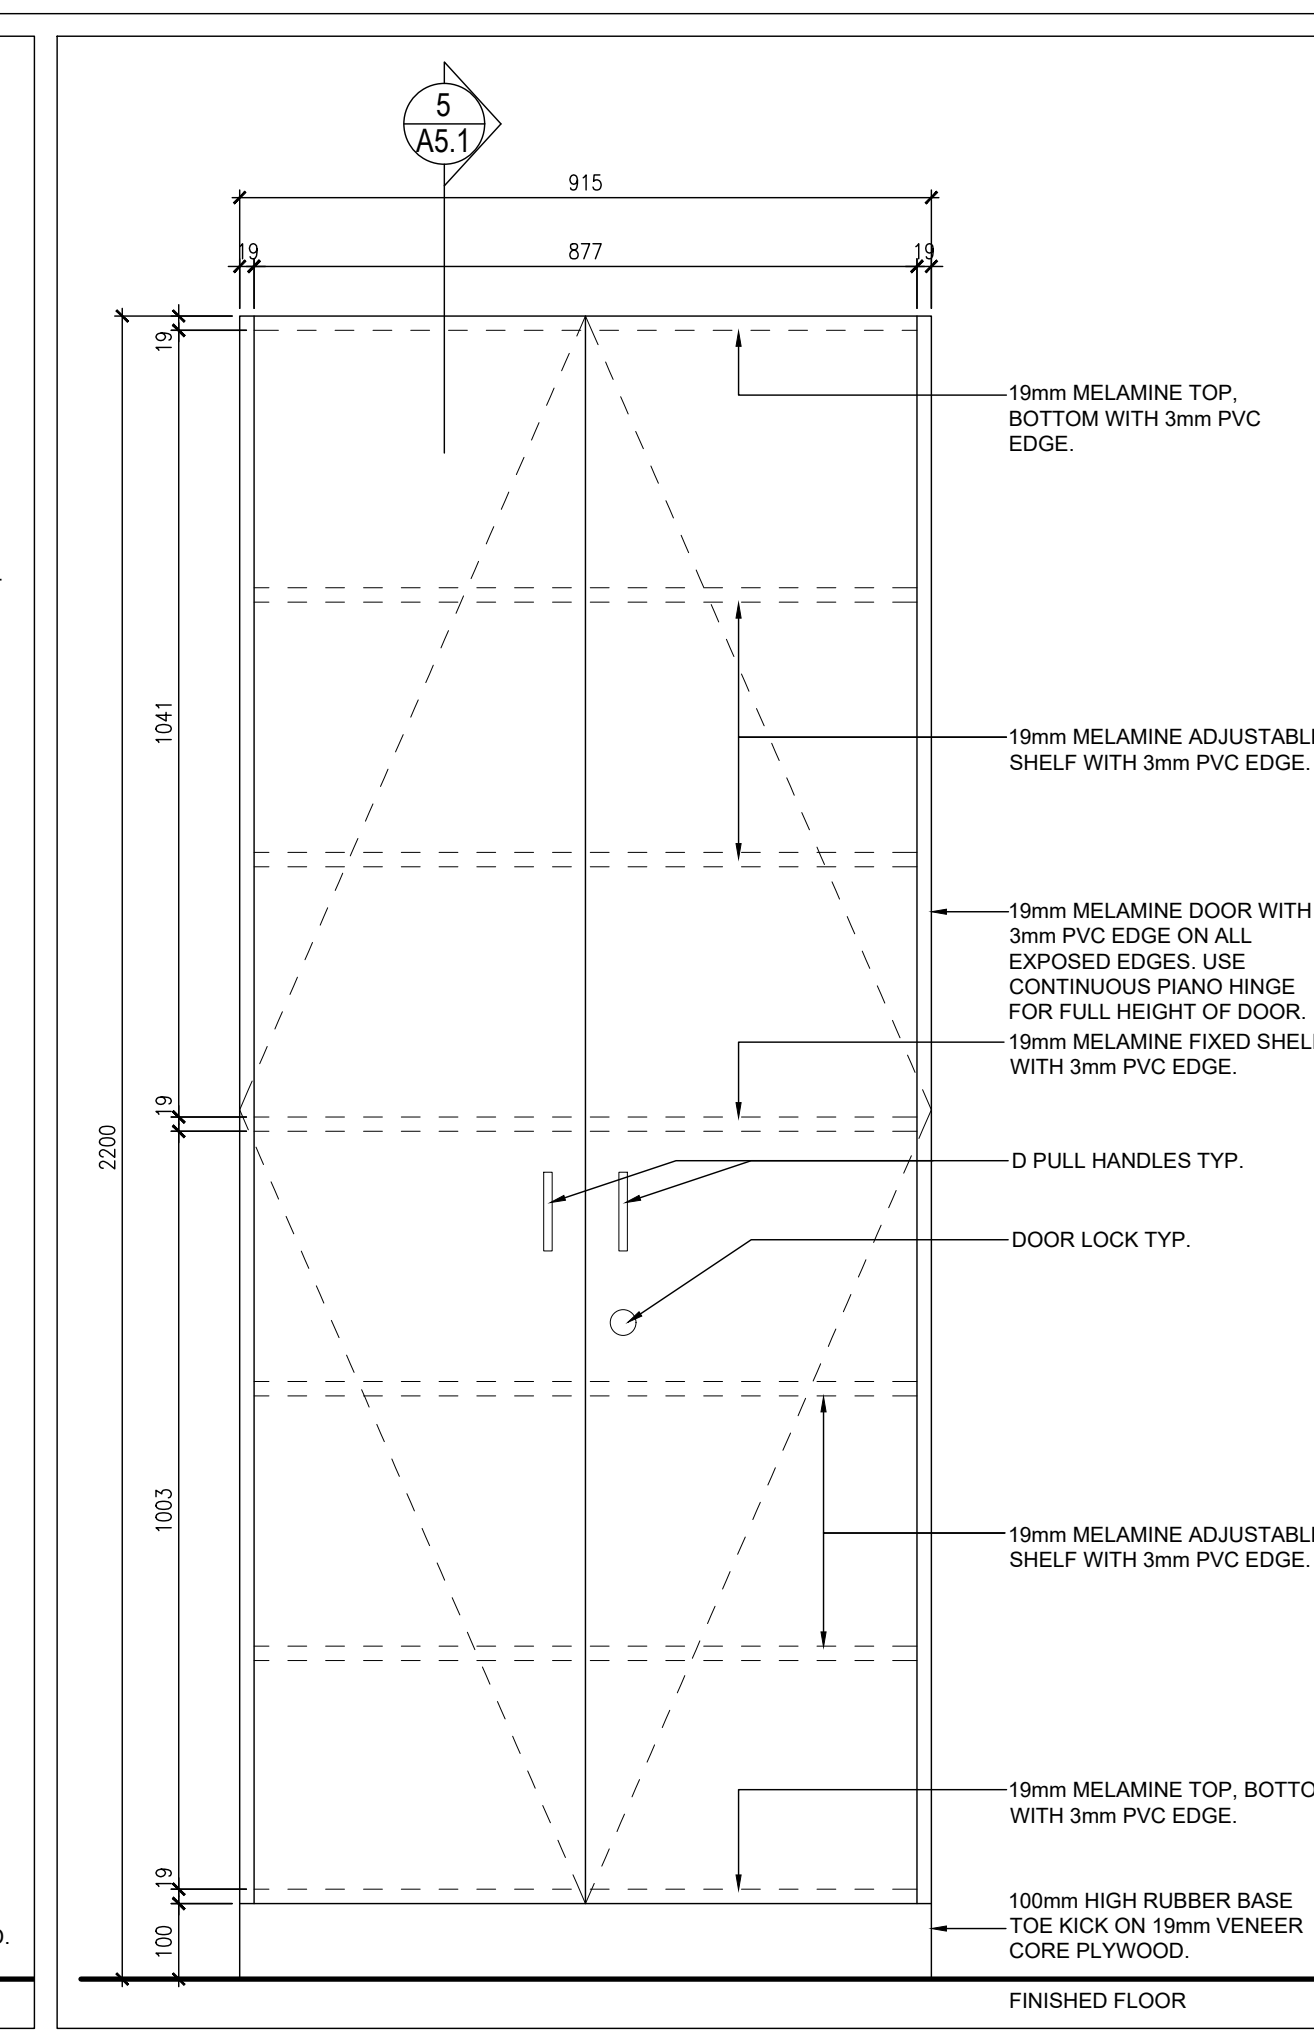 5
A5.1
915
19
877
19
19
19mm MELAMINE TOP,
BOTTOM WITH 3mm PVC
EDGE.
1041
19mm MELAMINE ADJUSTABLE
SHELF WITH 3mm PVC EDGE.
19mm MELAMINE DOOR WITH
3mm PVC EDGE ON ALL
EXPOSED EDGES. USE
CONTINUOUS PIANO HINGE
FOR FULL HEIGHT OF DOOR.
19mm MELAMINE FIXED SHELF
WITH 3mm PVC EDGE.
19
2200
D PULL HANDLES TYP.
DOOR LOCK TYP.
1003
19mm MELAMINE ADJUSTABLE
SHELF WITH 3mm PVC EDGE.
19mm MELAMINE TOP, BOTTO
WITH 3mm PVC EDGE.
19
100mm HIGH RUBBER BASE
TOE KICK ON 19mm VENEER
CORE PLYWOOD.
100
FINISHED FLOOR